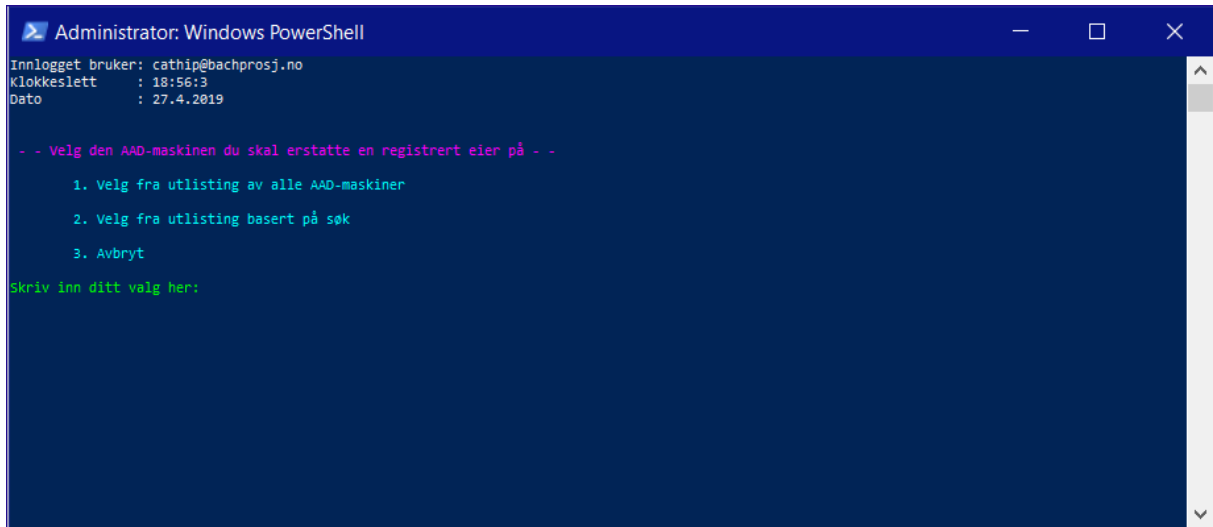 Administrator: Windows PowerShell
Innlogget bruker: cathip@bachprosj.no
Klokkeslett : 18:56:3
Dato : 27.4.2019
- - Velg den AAD-maskinen du skal erstatte en registrert eier på - -
1. Velg fra utlisting av alle AAD-maskiner
2. Velg fra utlisting basert på søk
3. Avbryt
Skriv inn ditt valg her: